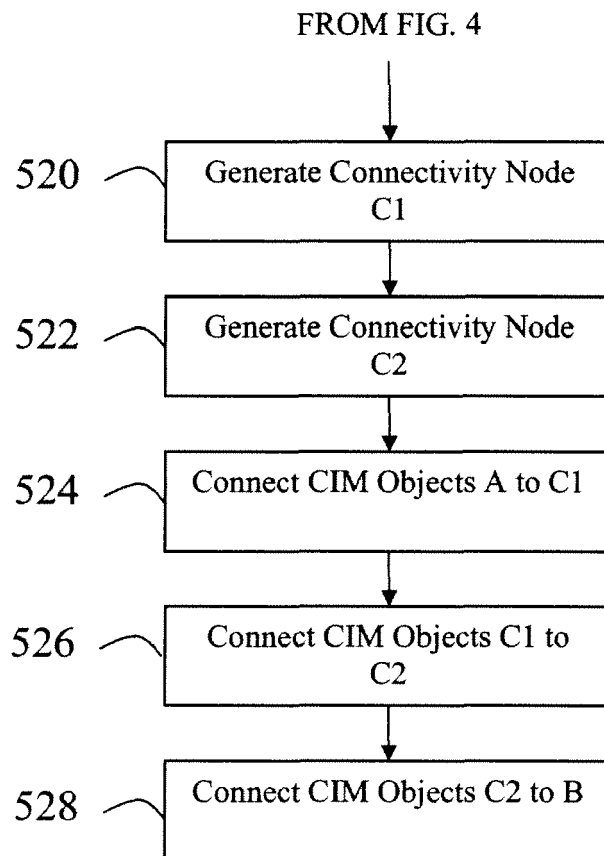 FROM FIG. 4
520
Generate Connectivity Node
C1
522
Generate Connectivity Node
C2
524
Connect CIM Objects A to C1
526
Connect CIM Objects C1 to
C2
528
Connect CIM Objects C2 to B